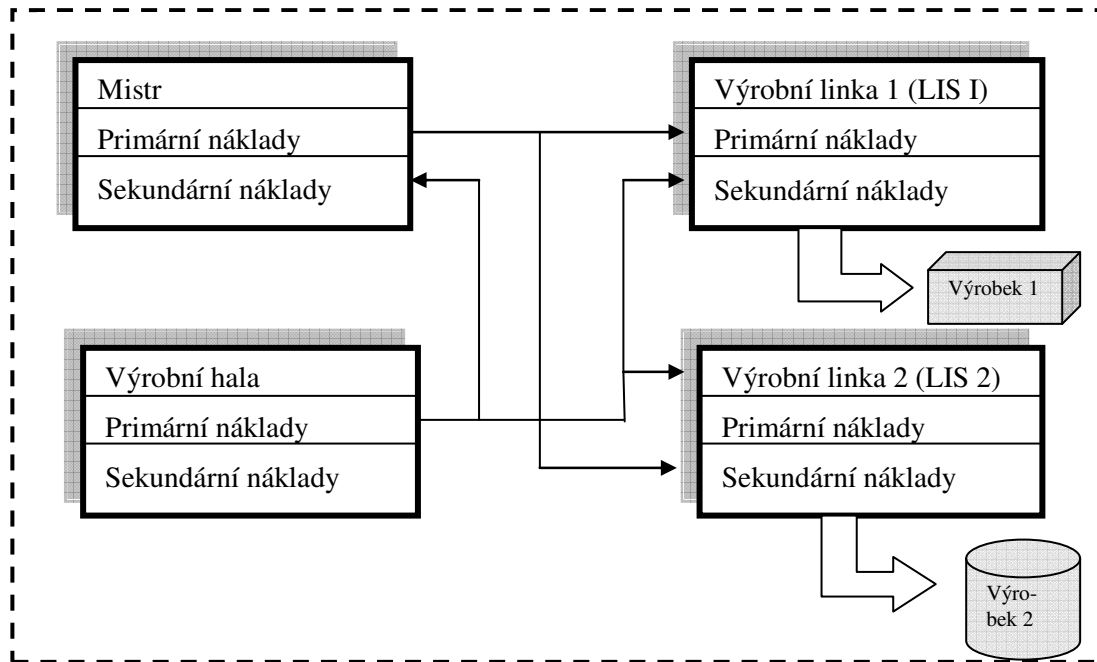 Mistr
Primární náklady
Sekundární náklady
Výrobní linka 1 (LIS I)
Primární náklady
Sekundární náklady
Výrobek 1
Výrobní hala
Primární náklady
Sekundární náklady
Výrobní linka 2 (LIS 2)
Primární náklady
Sekundární náklady
Výro-
bek 2